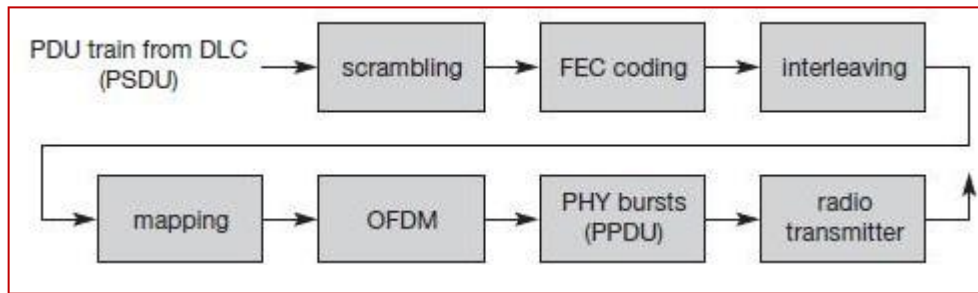 PDU train from DLC
(PSDU)
scrambling
FEC coding
interleaving
mapping
OFDM
PHY bursts
(PPDU)
radio
transmitter